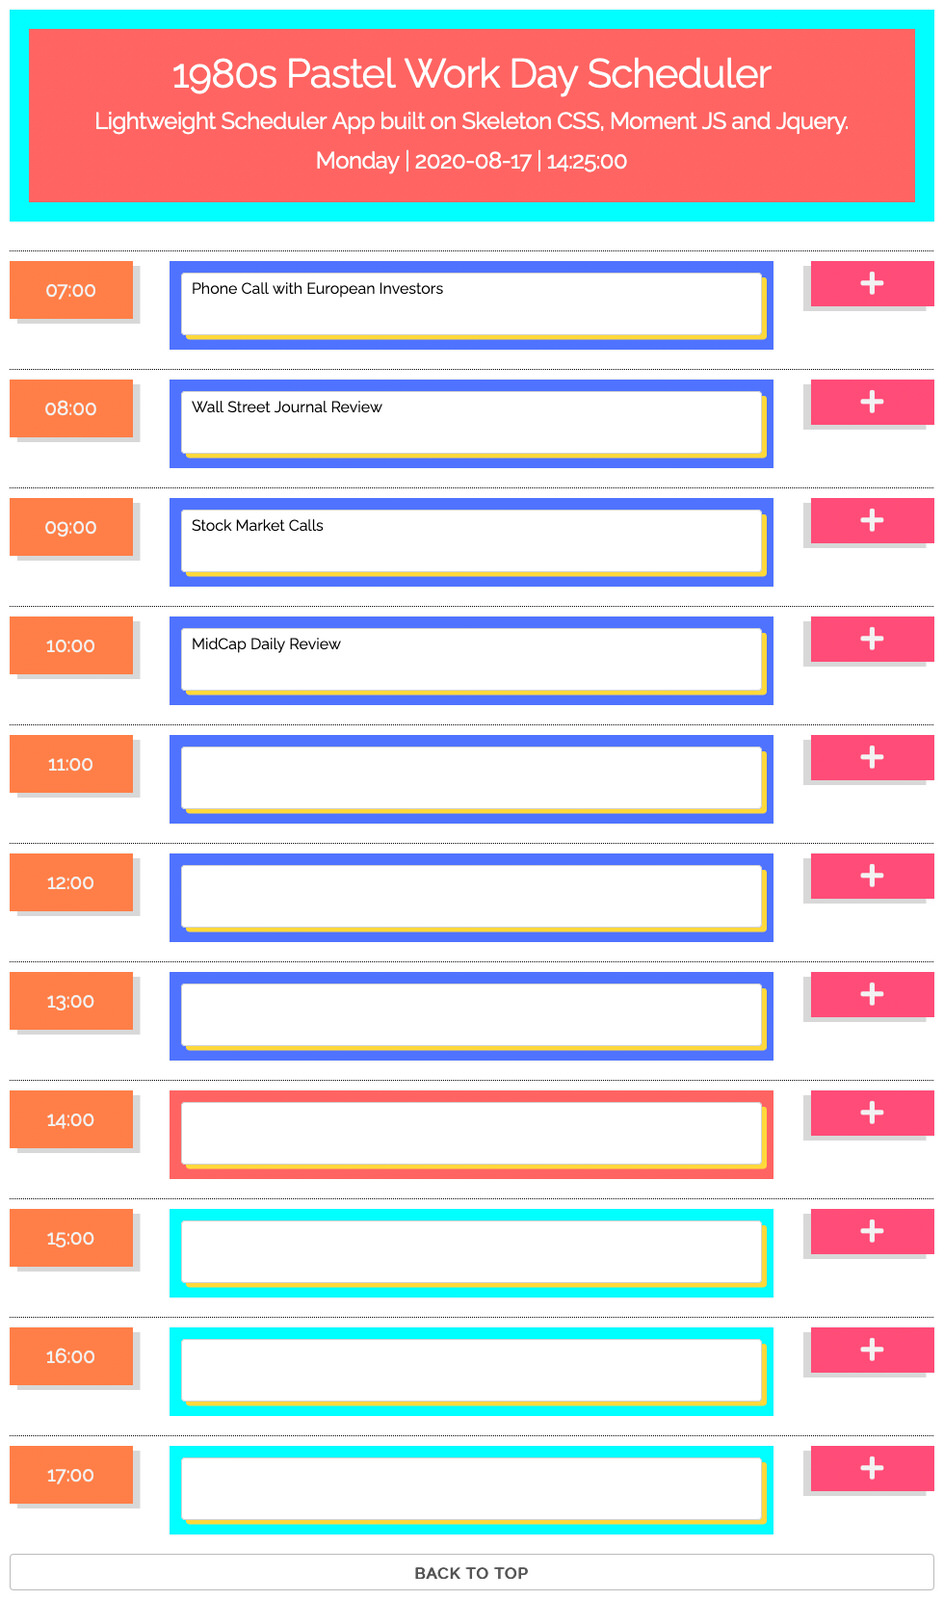 1980s Pastel Work Day Scheduler
Lightweight Scheduler App built on Skeleton CSS, Moment JS and Jquery.
Monday | 2020-08-17 | 14:25:00
07:00 Phone Call with European Investors +
08:00 Wall Street Journal Review +
09:00 Stock Market Calls +
10:00 MidCap Daily Review +
11:00 +
12:00 +
13:00 +
14:00 +
15:00 +
16:00 +
17:00 +
BACK TO TOP